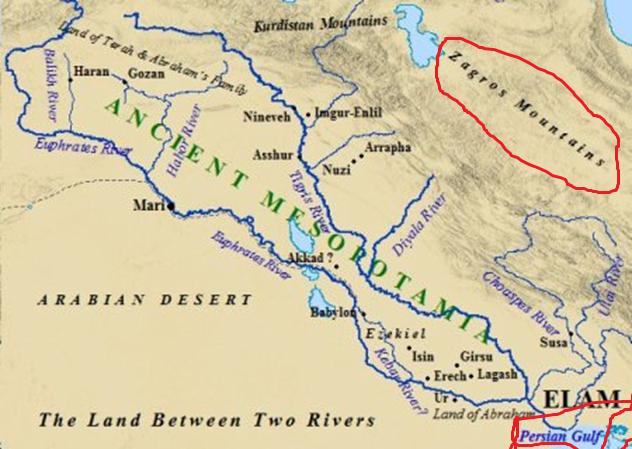 Kurdistan Mountains
Land of Terah & Abraham's Family
Zagros Mountains
Balikh River
Haran
Gozan
ANCIENT MESOPOTAMIA
Nineveh
Imgur-Enlil
Habor River
Euphrates River
Asshur
Arrapha
Nuzi
Tigris River
Mari
Diyala River
Euphrates River
Akkad ?
Choaspes River
Ulai River
ARABIAN DESERT
Babylon
Ezekiel
Susa
Kebar River?
Isin
Girsu
Erech
Lagash
Ur
ELAM
Land of Abraham
The Land Between Two Rivers
Persian Gulf